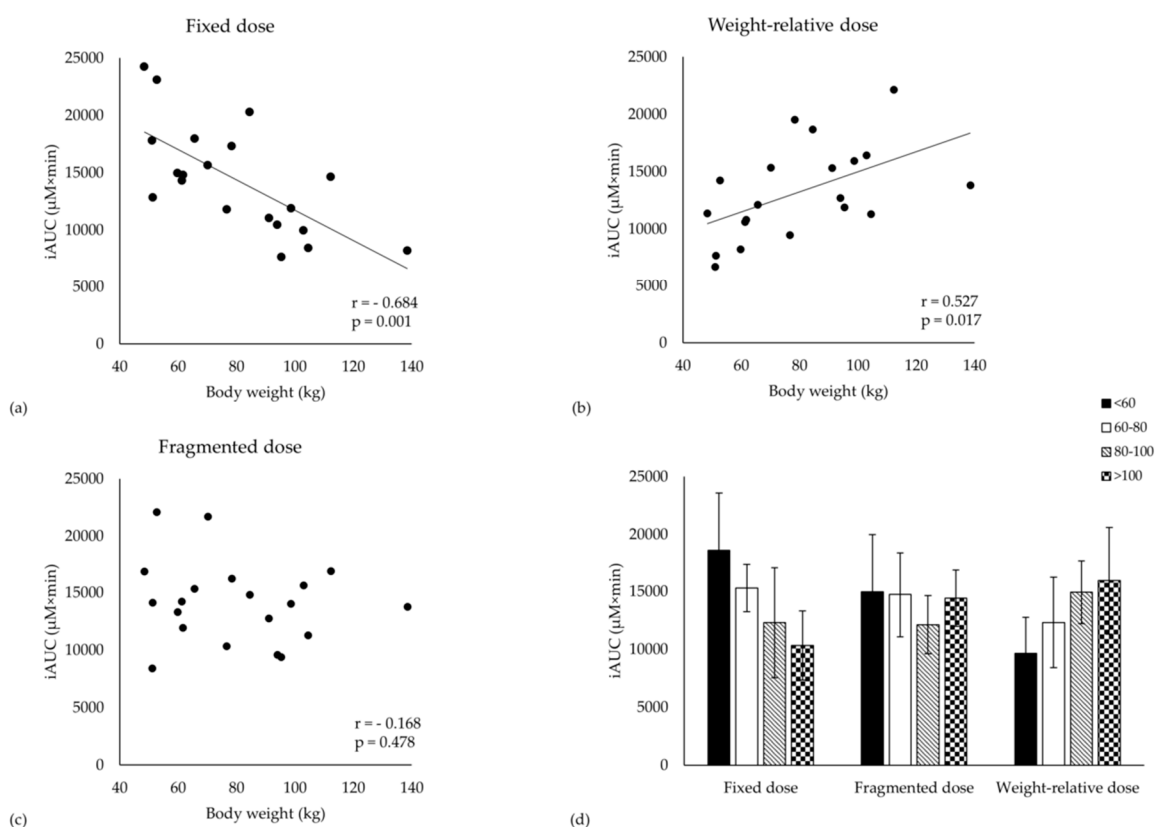 Fixed dose
25000
20000
15000
10000
5000
0
iAUC (µM×min)
r = - 0.684
p = 0.001
40 60 80 100 120 140
Body weight (kg)
(a)
Weight-relative dose
25000
20000
15000
10000
5000
0
iAUC (µM×min)
r = 0.527
p = 0.017
40 60 80 100 120 140
Body weight (kg)
(b)
Fragmented dose
25000
20000
15000
10000
5000
0
iAUC (µM×min)
r = - 0.168
p = 0.478
40 60 80 100 120 140
Body weight (kg)
(c)
<60
60-80
80-100
>100
25000
20000
15000
10000
5000
0
iAUC (µM×min)
Fixed dose Fragmented dose Weight-relative dose
(d)